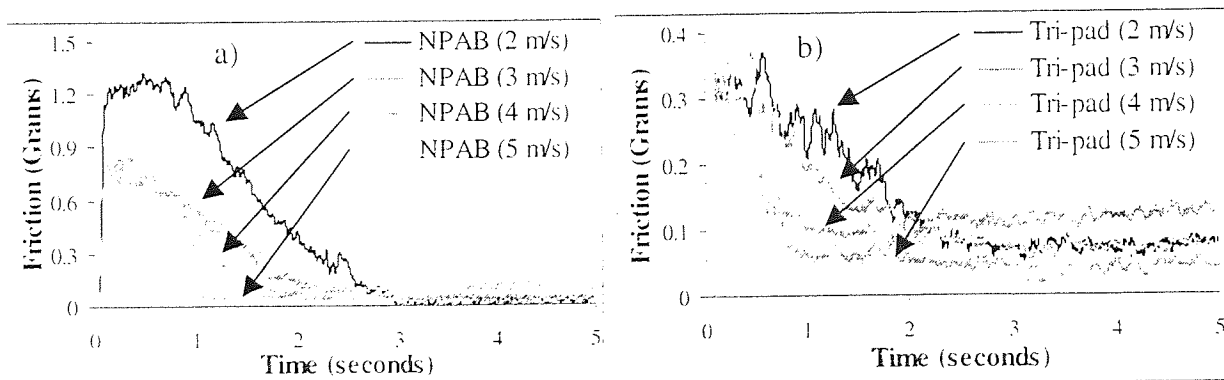 a)
NPAB (2 m/s)
NPAB (3 m/s)
NPAB (4 m/s)
NPAB (5 m/s)
Friction (Grams)
1.5
1.2
0.9
0.6
0.3
0
0 1 2 3 4 5
Time (seconds)
b)
Tri-pad (2 m/s)
Tri-pad (3 m/s)
Tri-pad (4 m/s)
Tri-pad (5 m/s)
Friction (Grams)
0.4
0.3
0.2
0.1
0
0 1 2 3 4 5
Time (seconds)